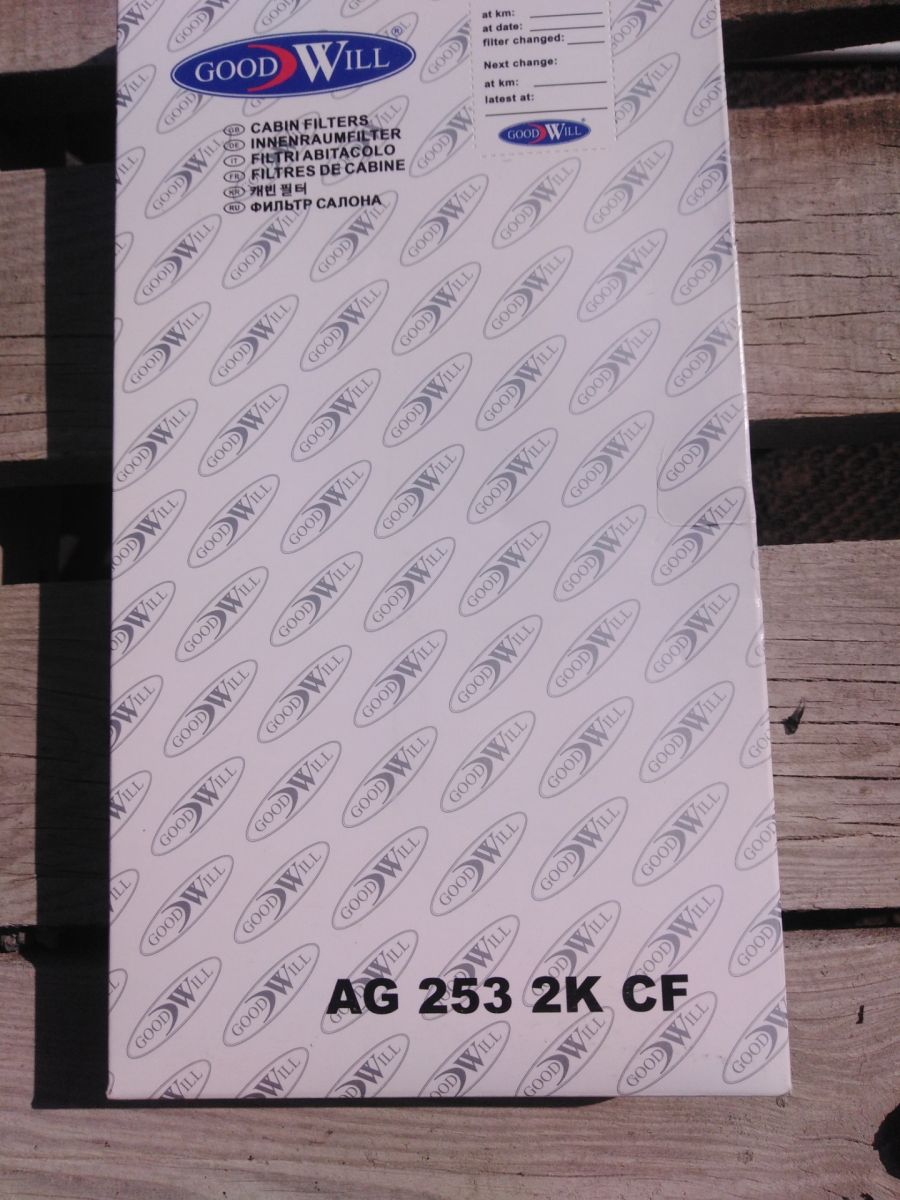 GOODWILL®
CABIN FILTERS
GB
INNENRAUMFILTER
DE
FILTRI ABITACOLO
IT
FILTRES DE CABINE
FR
캐빈 필터
KR
ФИЛЬТР САЛОНА
RU
at km:
at date:
filter changed:
Next change:
at km:
latest at:
GOODWILL
AG 253 2K CF